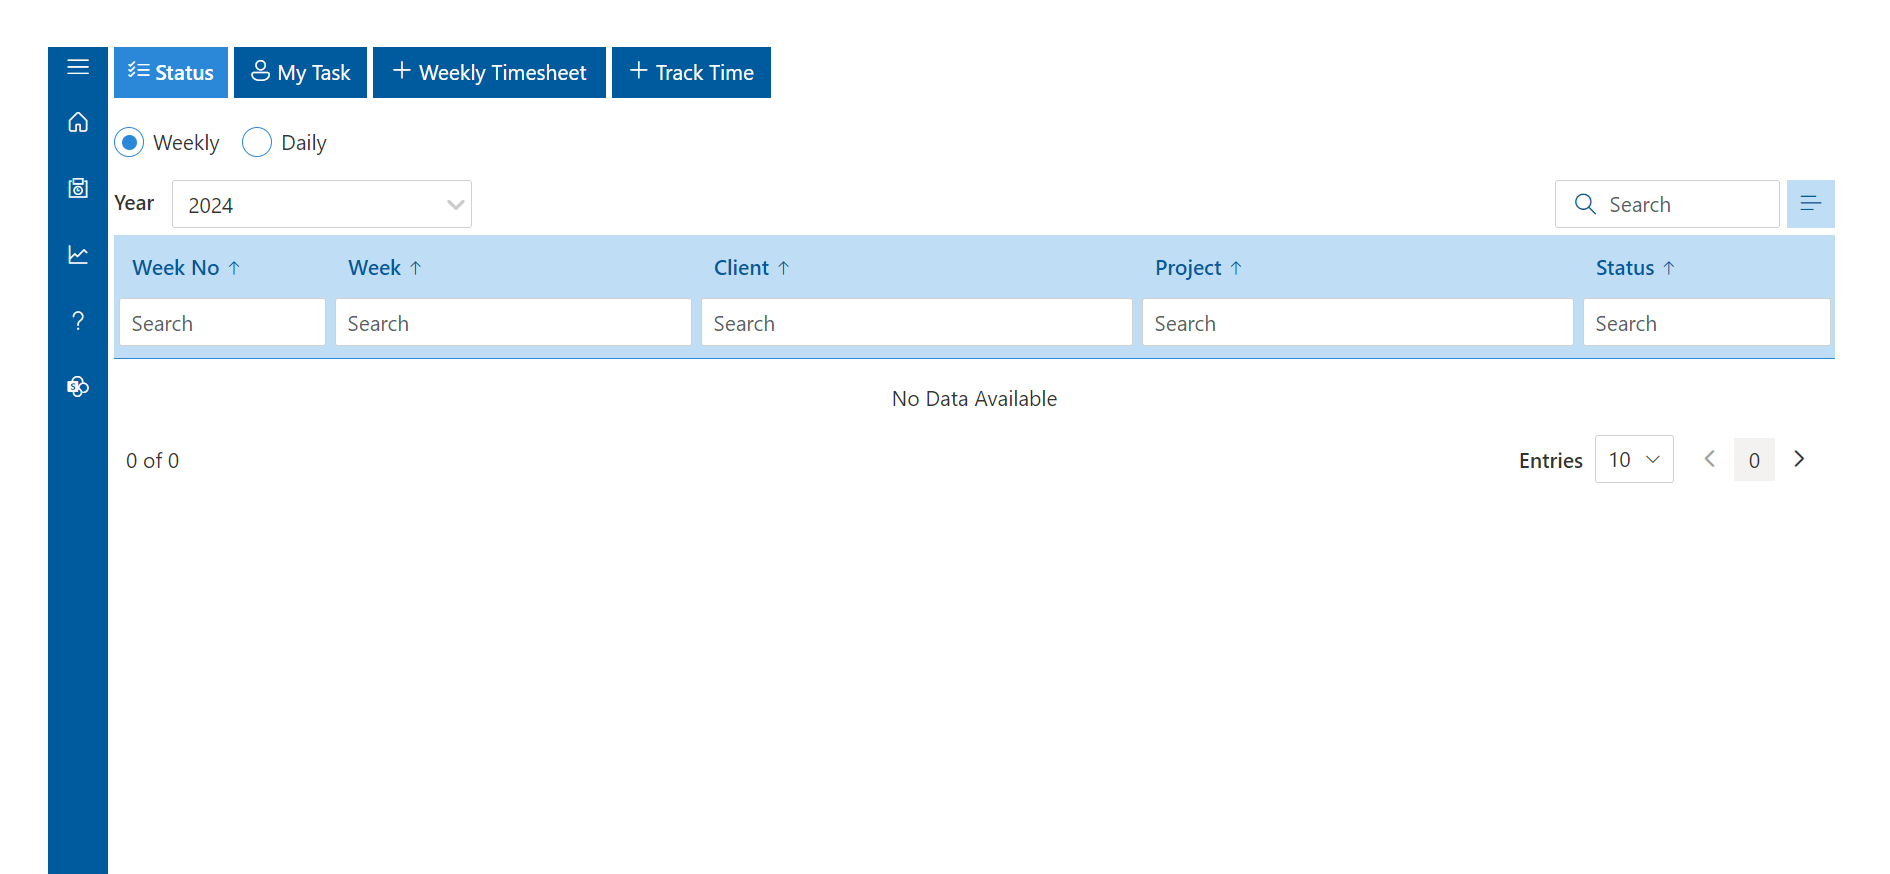 Status My Task Weekly Timesheet Track Time
Weekly Daily
Year 2024 Search
Week No Week Client Project Status
Search Search Search Search Search
No Data Available
0 of 0 Entries 10 0